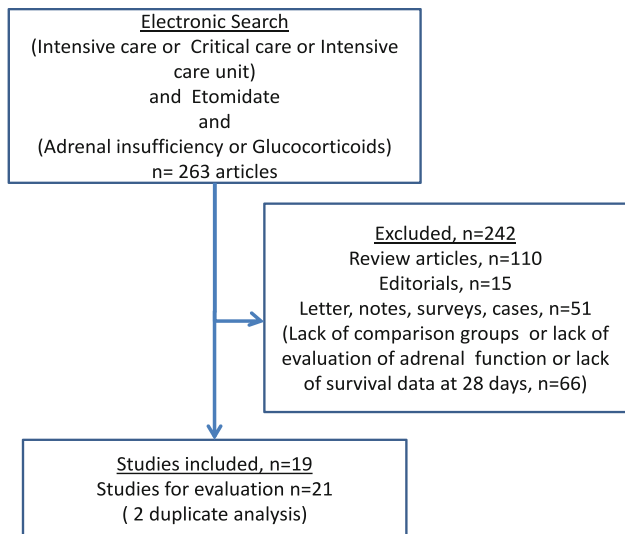 Electronic Search
(Intensive care or Critical care or Intensive
care unit)
and Etomidate
and
(Adrenal insufficiency or Glucocorticoids)
n= 263 articles
Excluded, n=242
Review articles, n=110
Editorials, n=15
Letter, notes, surveys, cases, n=51
(Lack of comparison groups or lack of
evaluation of adrenal function or lack
of survival data at 28 days, n=66)
Studies included, n=19
Studies for evaluation n=21
( 2 duplicate analysis)